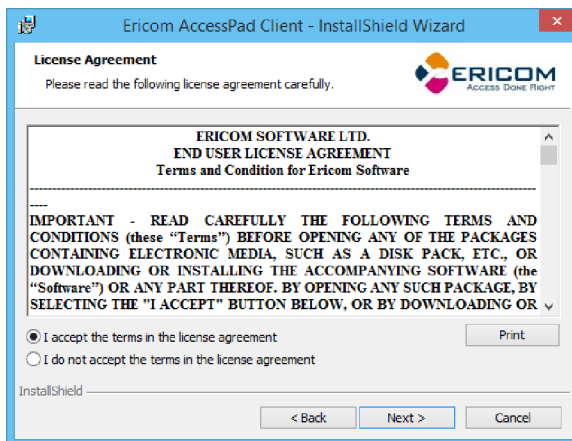 Ericom AccessPad Client - InstallShield Wizard
License Agreement
Please read the following license agreement carefully.
ERICOM
ACCESS DONE RIGHT
ERICOM SOFTWARE LTD.
END USER LICENSE AGREEMENT
Terms and Condition for Ericom Software
IMPORTANT - READ CAREFULLY THE FOLLOWING TERMS AND
CONDITIONS (these “Terms”) BEFORE OPENING ANY OF THE PACKAGES
CONTAINING ELECTRONIC MEDIA, SUCH AS A DISK PACK, ETC., OR
DOWNLOADING OR INSTALLING THE ACCOMPANYING SOFTWARE (the
“Software”) OR ANY PART THEREOF. BY OPENING ANY SUCH PACKAGE, BY
SELECTING THE "I ACCEPT" BUTTON BELOW, OR BY DOWNLOADING OR
I accept the terms in the license agreement
Print
I do not accept the terms in the license agreement
InstallShield
< Back
Next >
Cancel